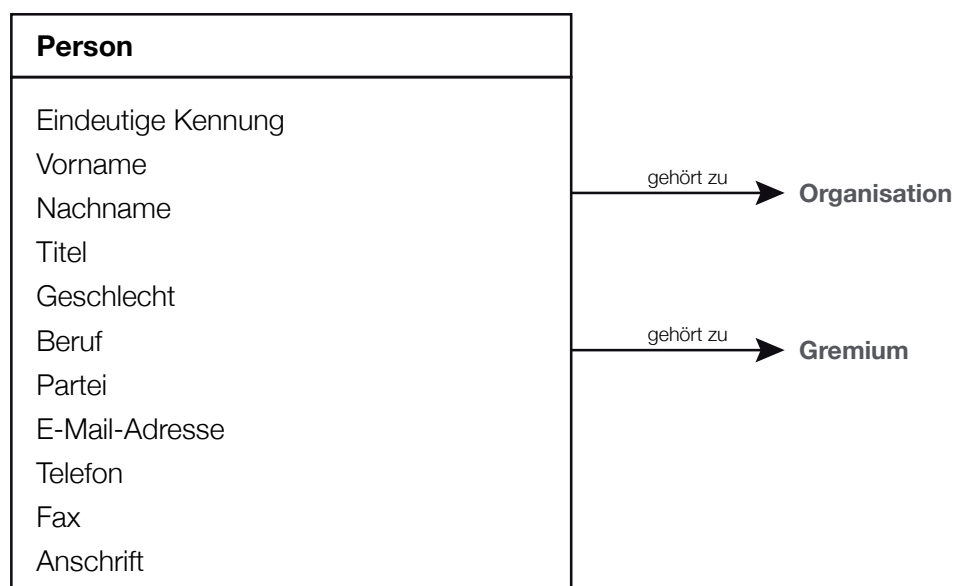 Person
Eindeutige Kennung
Vorname
Nachname
Titel
Geschlecht
Beruf
Partei
E-Mail-Adresse
Telefon
Fax
Anschrift
gehört zu
Organisation
gehört zu
Gremium